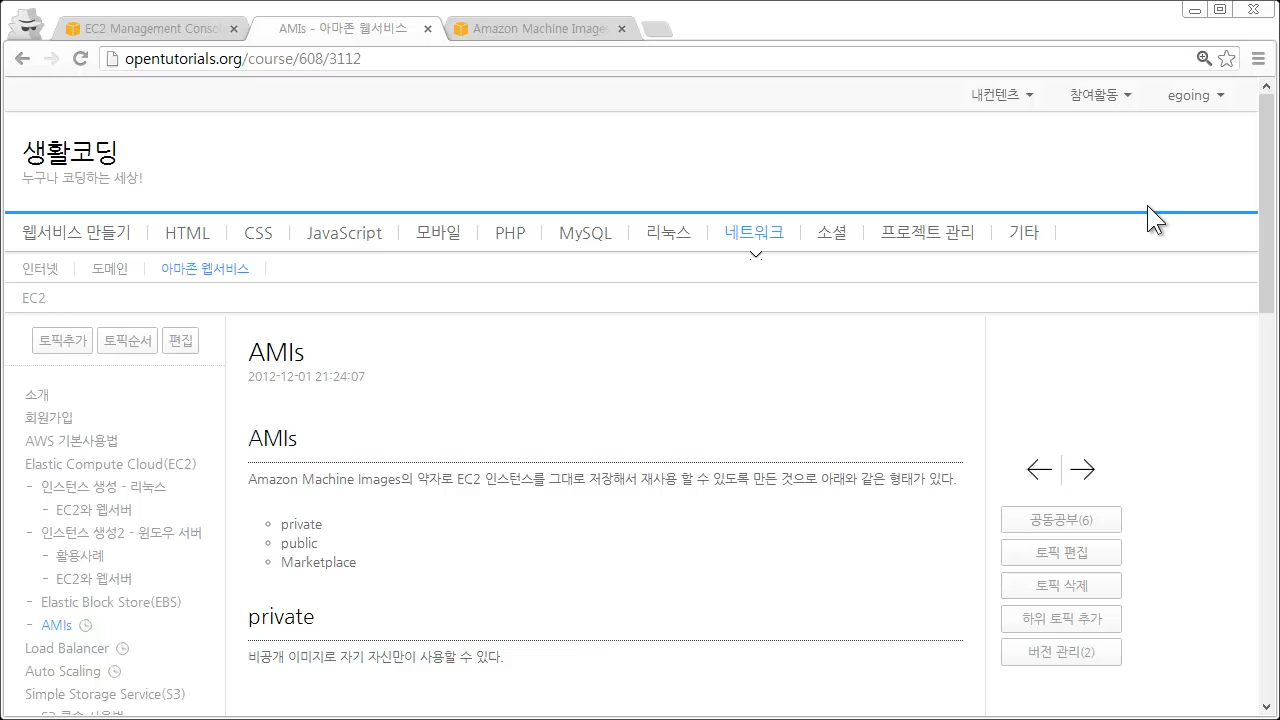 EC2 Management Consol
AMIs - 아마존 웹서비스
Amazon Machine Images
opentutorials.org/course/608/3112
내컨텐츠
참여활동
egoing
생활코딩
누구나 코딩하는 세상!
웹서비스 만들기
HTML
CSS
JavaScript
모바일
PHP
MySQL
리눅스
네트워크
소셜
프로젝트 관리
기타
인터넷
도메인
아마존 웹서비스
EC2
토픽추가
토픽순서
편집
소개
회원가입
AWS 기본사용법
Elastic Compute Cloud(EC2)
- 인스턴스 생성 - 리눅스
- EC2와 웹서버
- 인스턴스 생성2 - 윈도우 서버
- 활용사례
- EC2와 웹서버
- Elastic Block Store(EBS)
- AMIs
Load Balancer
Auto Scaling
Simple Storage Service(S3)
AMIs
2012-12-01 21:24:07
AMIs
Amazon Machine Images의 약자로 EC2 인스턴스를 그대로 저장해서 재사용 할 수 있도록 만든 것으로 아래와 같은 형태가 있다.
private
public
Marketplace
private
비공개 이미지로 자기 자신만이 사용할 수 있다.
공동공부(6)
토픽 편집
토픽 삭제
하위 토픽 추가
버전 관리(2)